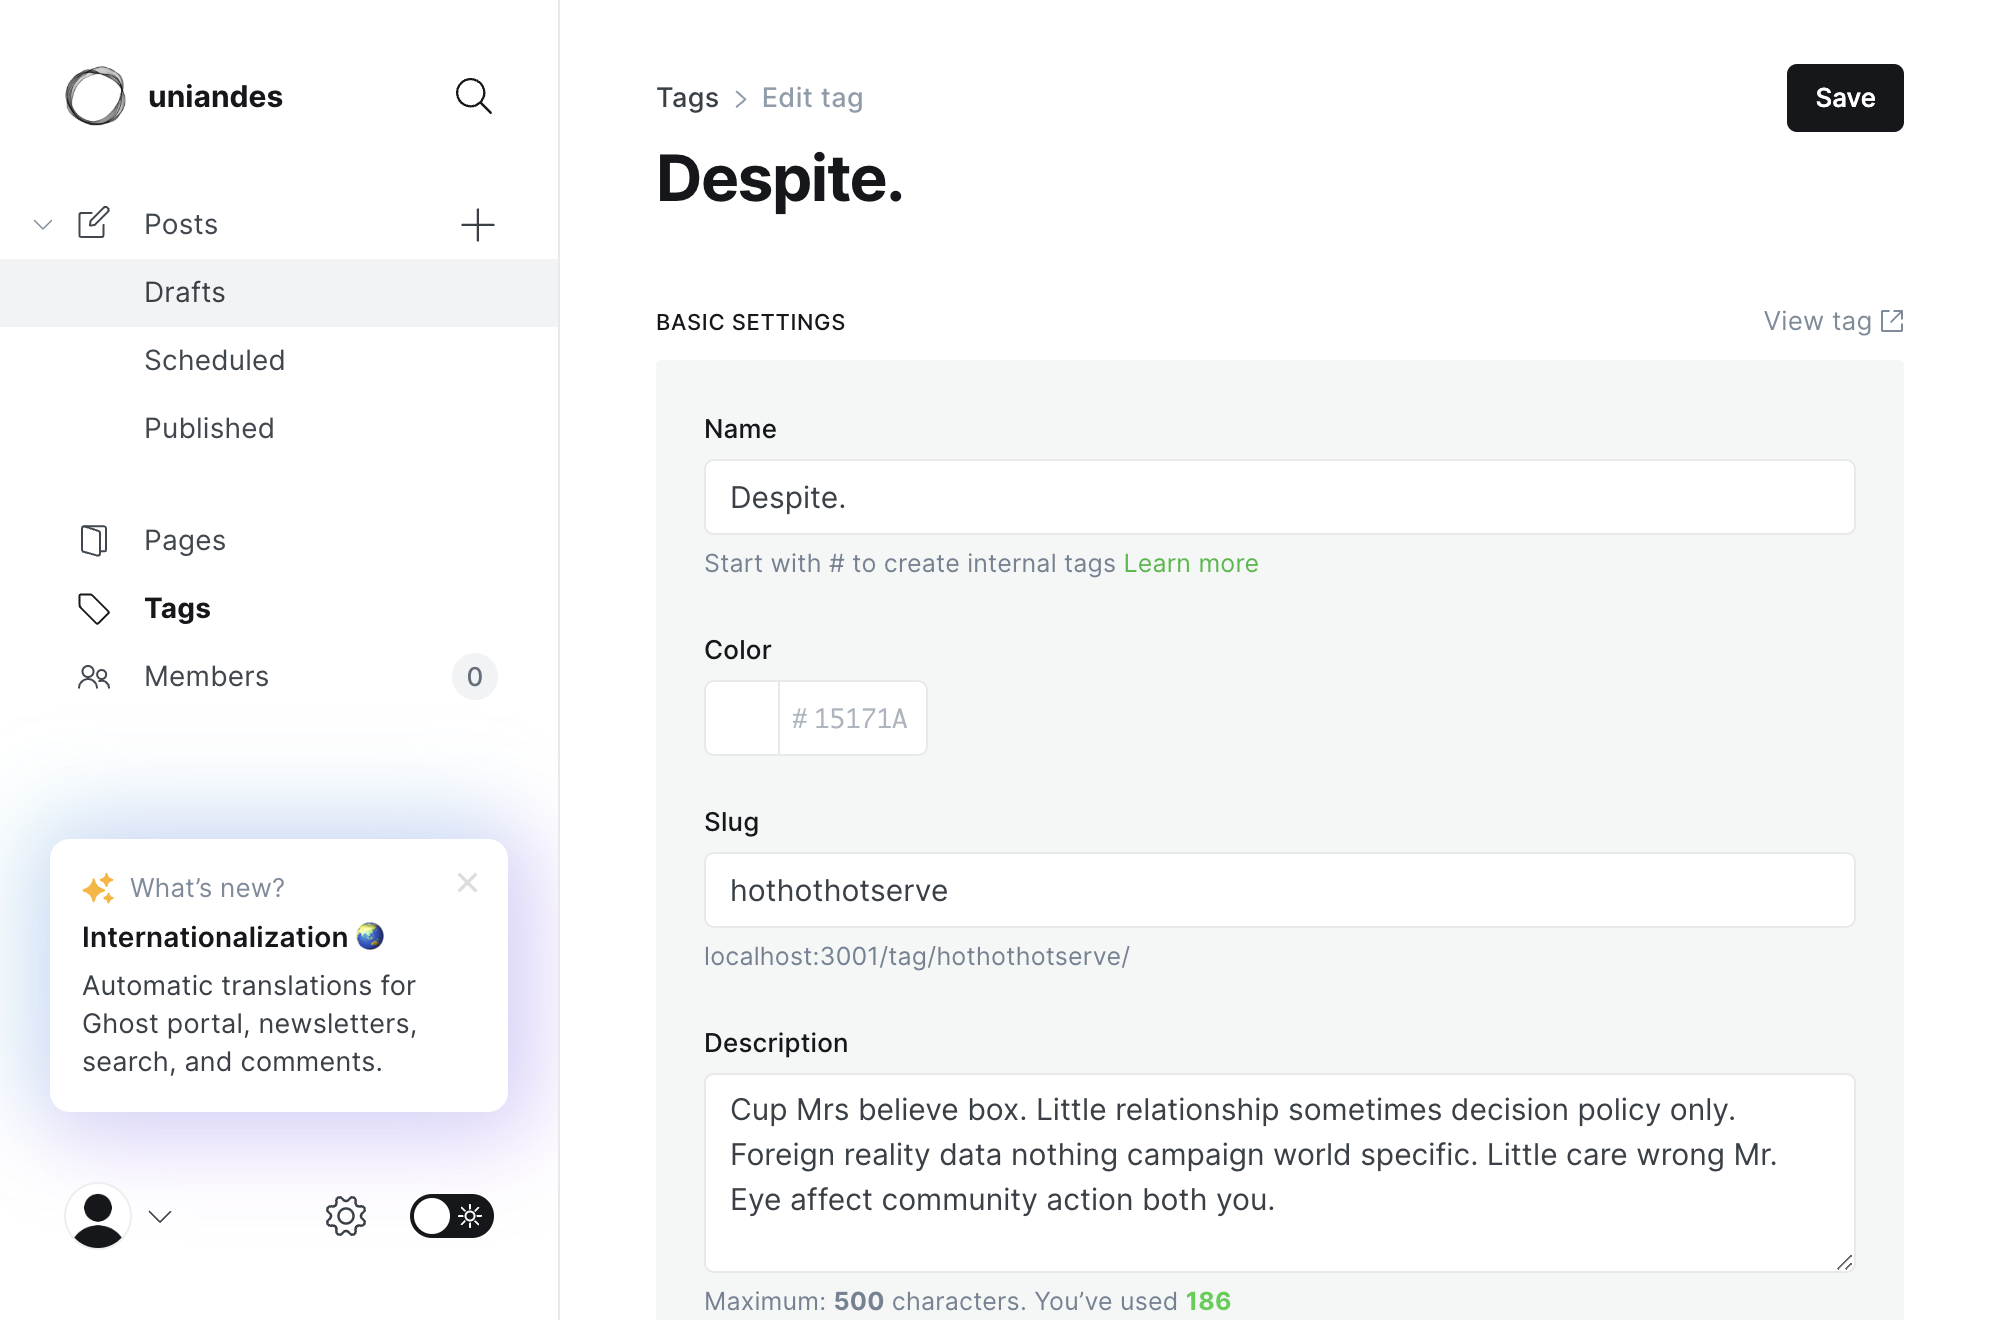 uniandes
Posts
Drafts
Scheduled
Published
Pages
Tags
Members
0
What’s new?
Internationalization
Automatic translations for
Ghost portal, newsletters,
search, and comments.
Tags > Edit tag
Save
Despite.
BASIC SETTINGS
View tag
Name
Despite.
Start with # to create internal tags Learn more
Color
# 15171A
Slug
hothothotserve
localhost:3001/tag/hothothotserve/
Description
Cup Mrs believe box. Little relationship sometimes decision policy only.
Foreign reality data nothing campaign world specific. Little care wrong Mr.
Eye affect community action both you.
Maximum: 500 characters. You’ve used 186